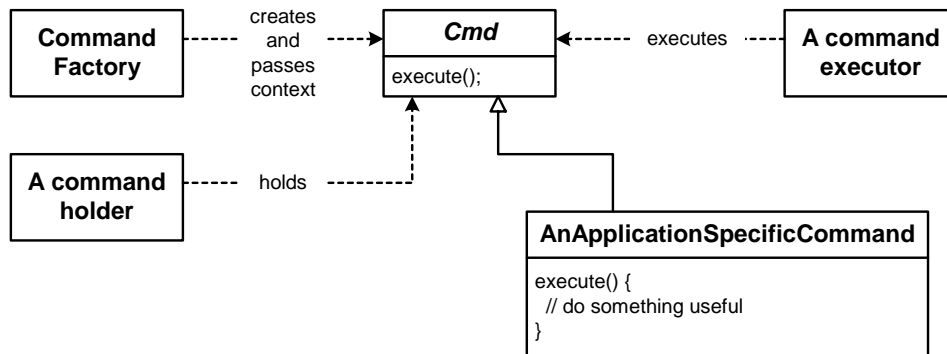 Command
Factory
creates
and
passes
context
Cmd
execute();
executes
A command
executor
A command
holder
holds
AnApplicationSpecificCommand
execute() {
// do something useful
}